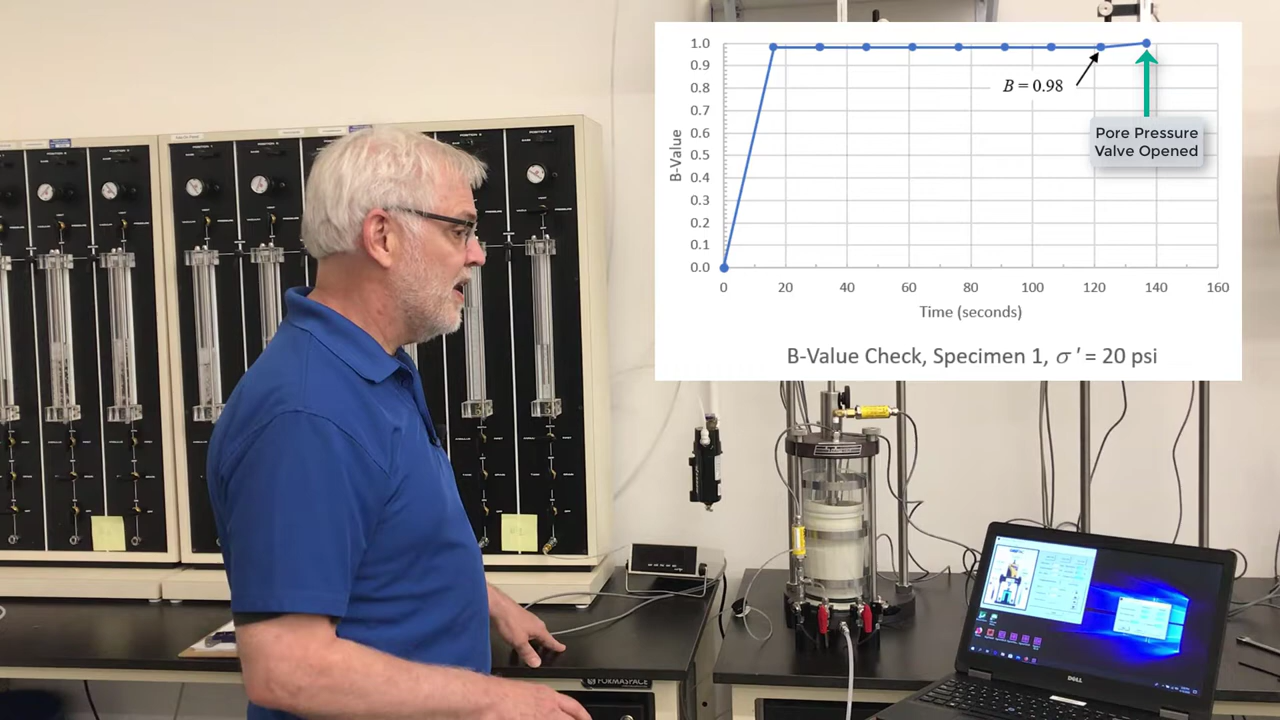 1.0
0.9
0.8
0.7
0.6
0.5
0.4
0.3
0.2
0.1
0.0
B-Value
B = 0.98
Pore Pressure
Valve Opened
0 20 40 60 80 100 120 140 160
Time (seconds)
B-Value Check, Specimen 1, σ ′ = 20 psi
FORMASPACE
DELL